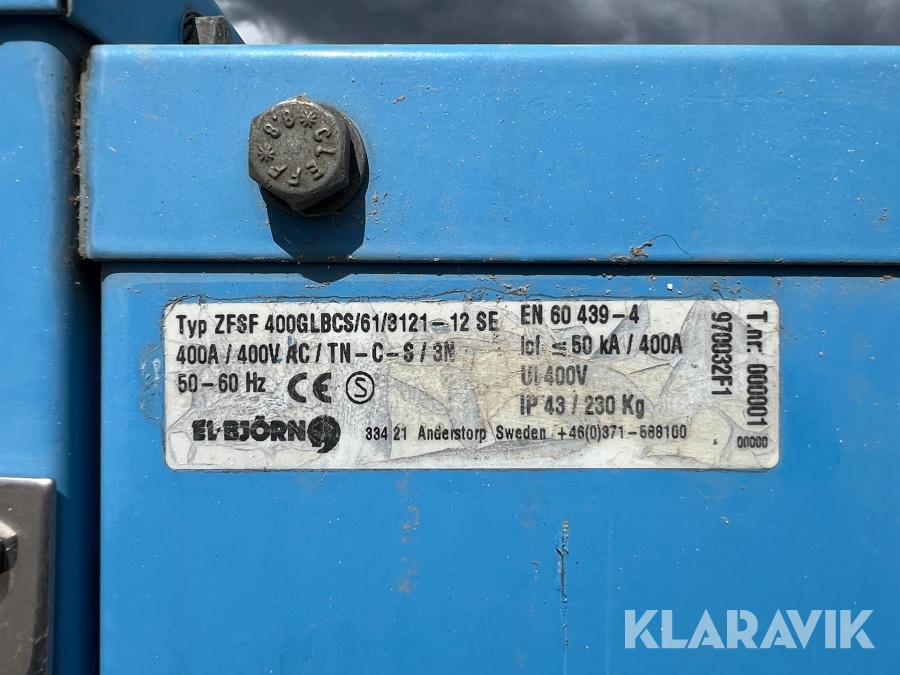 *8.8*
CLEFF
Typ ZFSF 400GLBCS/61/3121-12 SE
400A / 400V AC / TN-C-S / 3N
50-60 Hz CE S
EL-BJÖRN
334 21 Anderstorp Sweden +46(0)371-588100
EN 60 439-4
Icf ≤ 50 kA / 400A
UI 400V
IP 43 / 230 Kg
T.nr. 000001
970032F1
00000
KLARAVIK